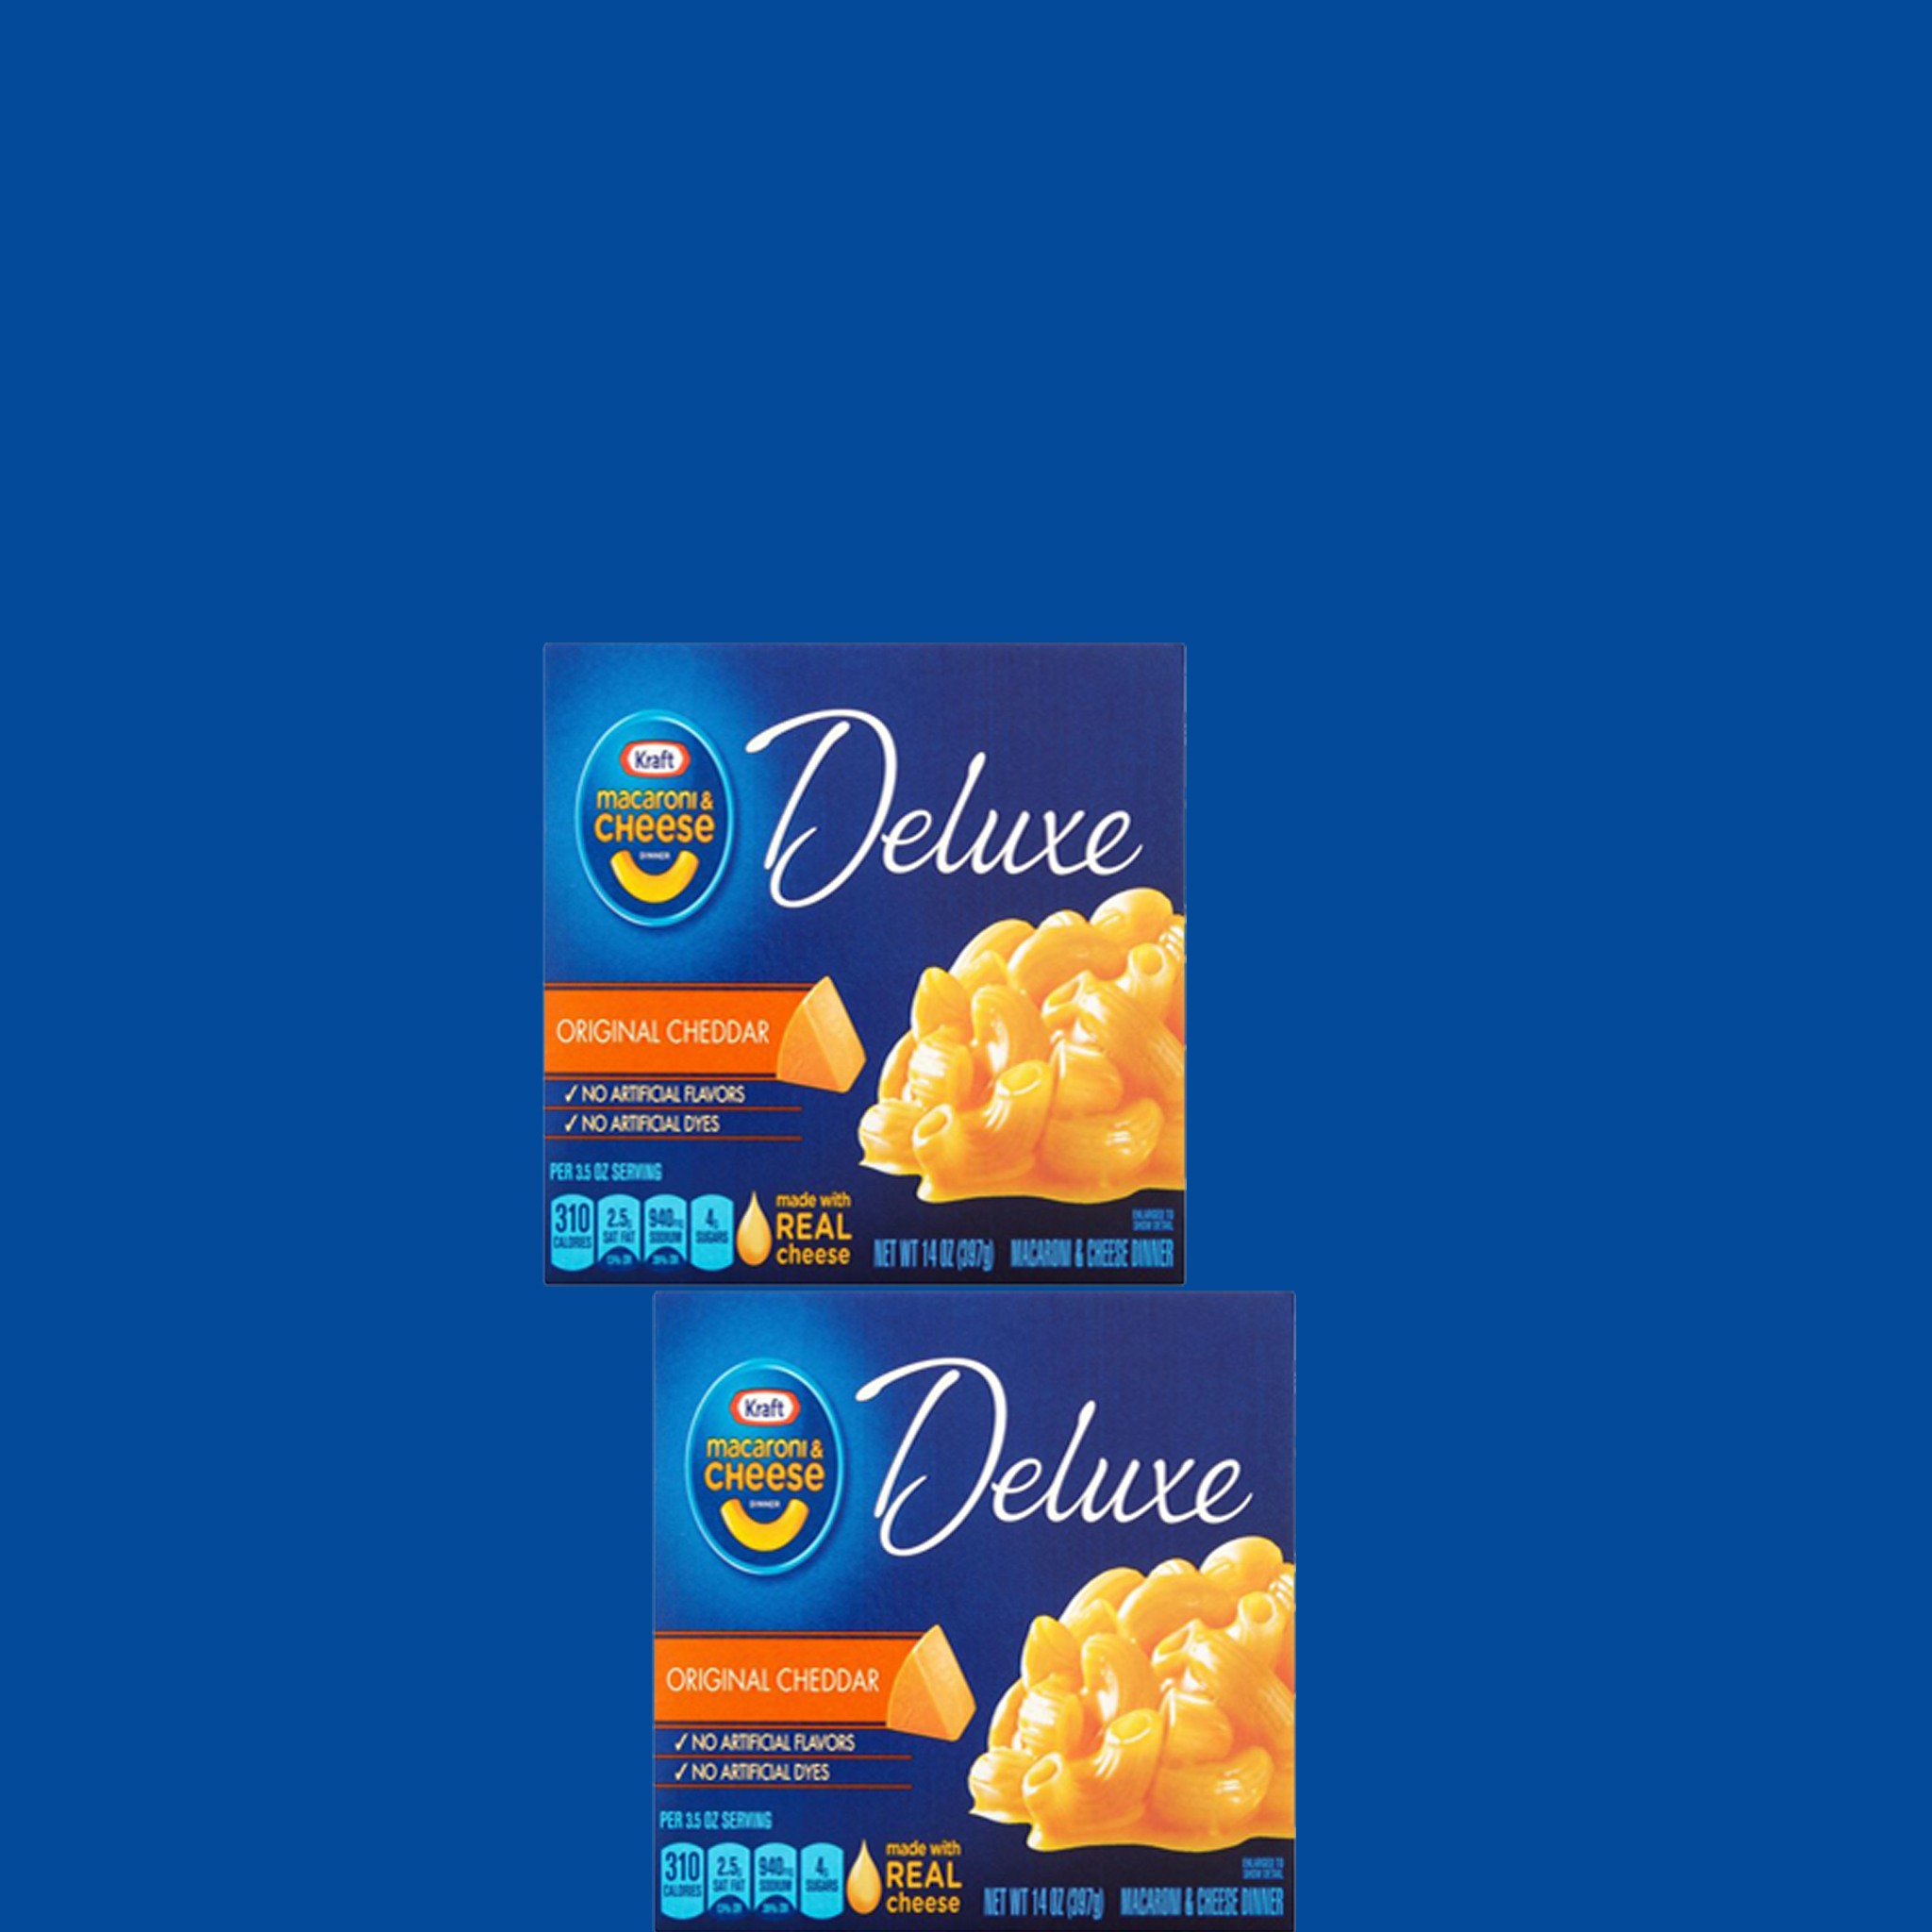 Kraft
macaroni &
CHeese
DINNER
Deluxe
ORIGINAL CHEDDAR
✓ NO ARTIFICIAL FLAVORS
✓ NO ARTIFICIAL DYES
PER 3.5 OZ SERVING
310
CALORIES
2.5g
SAT FAT
940mg
SODIUM
4g
SUGARS
made with
REAL
cheese
NET WT 14 OZ (397g)
ENLARGED TO
SHOW DETAIL
MACARONI & CHEESE DINNER
Kraft
macaroni &
CHeese
DINNER
Deluxe
ORIGINAL CHEDDAR
✓ NO ARTIFICIAL FLAVORS
✓ NO ARTIFICIAL DYES
PER 3.5 OZ SERVING
310
CALORIES
2.5g
SAT FAT
940mg
SODIUM
4g
SUGARS
made with
REAL
cheese
NET WT 14 OZ (397g)
ENLARGED TO
SHOW DETAIL
MACARONI & CHEESE DINNER